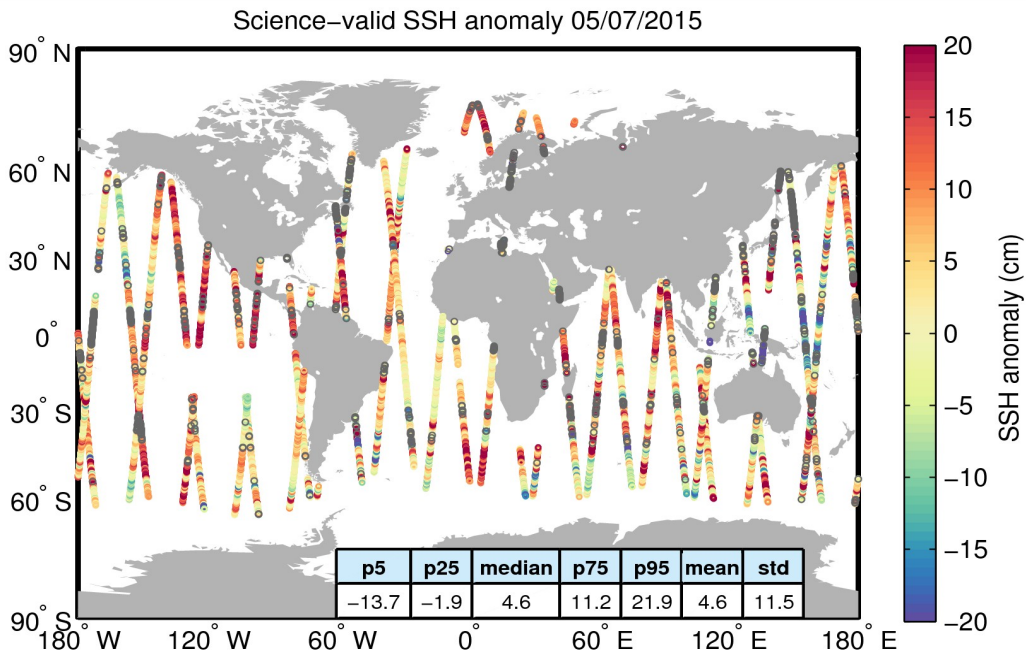 Science−valid SSH anomaly 05/07/2015
90° N
60° N
30° N
0°
30° S
60° S
90° S
180° W
120° W
60° W
0°
60° E
120° E
180° E
p5 p25 median p75 p95 mean std
−13.7 −1.9 4.6 11.2 21.9 4.6 11.5
20
15
10
5
0
−5
−10
−15
−20
SSH anomaly (cm)